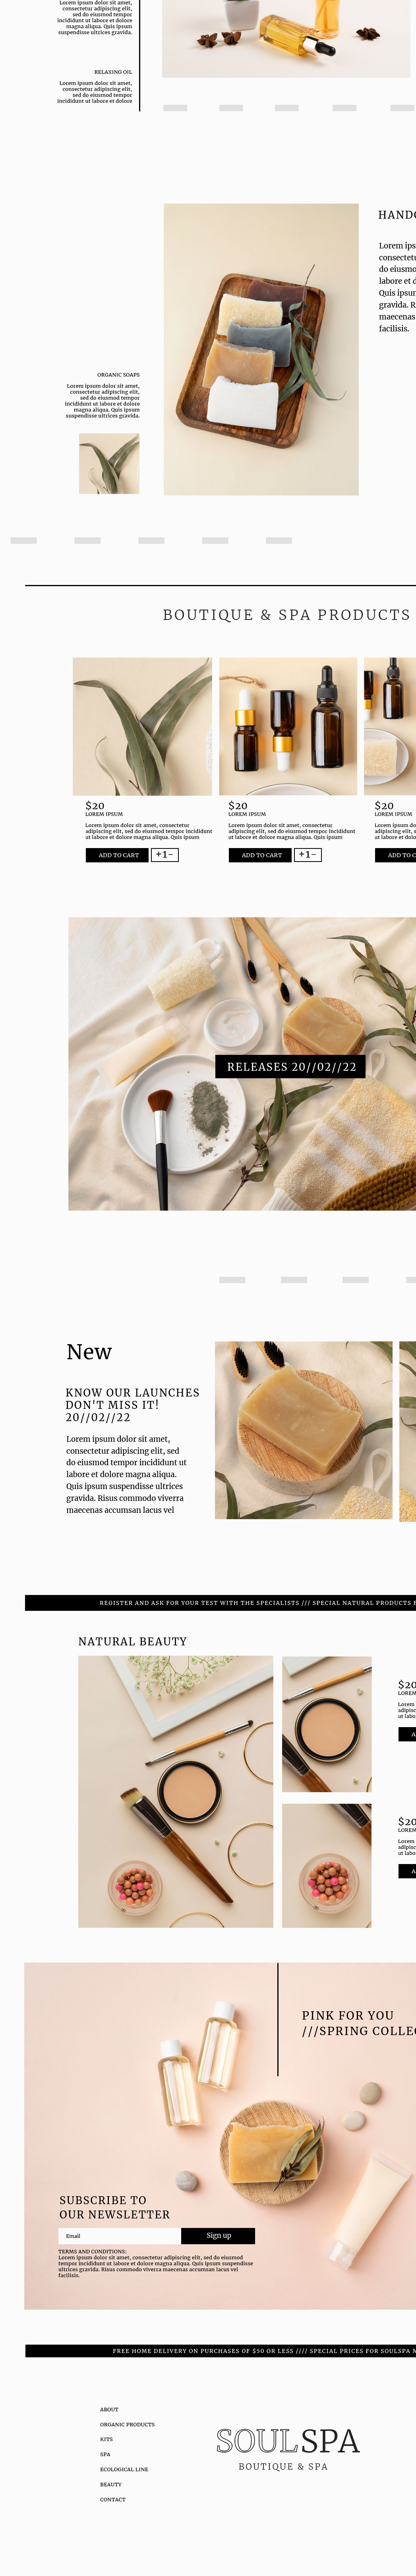 Lorem ipsum dolor sit amet,
consectetur adipiscing elit,
sed do eiusmod tempor
incididunt ut labore et dolore
magna aliqua. Quis ipsum
suspendisse ultrices gravida.
RELAXING OIL
Lorem ipsum dolor sit amet,
consectetur adipiscing elit,
sed do eiusmod tempor
incididunt ut labore et dolore
HANDC
Lorem ips
consectetu
do eiusmo
labore et d
Quis ipsum
gravida. R
maecenas
facilisis.
ORGANIC SOAPS
Lorem ipsum dolor sit amet,
consectetur adipiscing elit,
sed do eiusmod tempor
incididunt ut labore et dolore
magna aliqua. Quis ipsum
suspendisse ultrices gravida.
BOUTIQUE & SPA PRODUCTS
$20
LOREM IPSUM
Lorem ipsum dolor sit amet, consectetur
adipiscing elit, sed do eiusmod tempor incididunt
ut labore et dolore magna aliqua. Quis ipsum
ADD TO CART +1-
$20
LOREM IPSUM
Lorem ipsum dolor sit amet, consectetur
adipiscing elit, sed do eiusmod tempor incididunt
ut labore et dolore magna aliqua. Quis ipsum
ADD TO CART +1-
$20
LOREM IPSUM
Lorem ipsum do
adipiscing elit, s
ut labore et dolo
ADD TO C
RELEASES 20//02//22
New
KNOW OUR LAUNCHES
DON'T MISS IT!
20//02//22
Lorem ipsum dolor sit amet,
consectetur adipiscing elit, sed
do eiusmod tempor incididunt ut
labore et dolore magna aliqua.
Quis ipsum suspendisse ultrices
gravida. Risus commodo viverra
maecenas accumsan lacus vel
REGISTER AND ASK FOR YOUR TEST WITH THE SPECIALISTS /// SPECIAL NATURAL PRODUCTS
NATURAL BEAUTY
$20
LOREM
Lorem
adipisc
ut labo
A
$20
LOREM
Lorem
adipisc
ut labo
A
PINK FOR YOU
///SPRING COLLEC
SUBSCRIBE TO
OUR NEWSLETTER
Email
Sign up
TERMS AND CONDITIONS:
Lorem ipsum dolor sit amet, consectetur adipiscing elit, sed do eiusmod
tempor incididunt ut labore et dolore magna aliqua. Quis ipsum suspendisse
ultrices gravida. Risus commodo viverra maecenas accumsan lacus vel
facilisis.
FREE HOME DELIVERY ON PURCHASES OF $50 OR LESS //// SPECIAL PRICES FOR SOULSPA
ABOUT
ORGANIC PRODUCTS
KITS
SPA
ECOLOGICAL LINE
BEAUTY
CONTACT
SOULSPA
BOUTIQUE & SPA